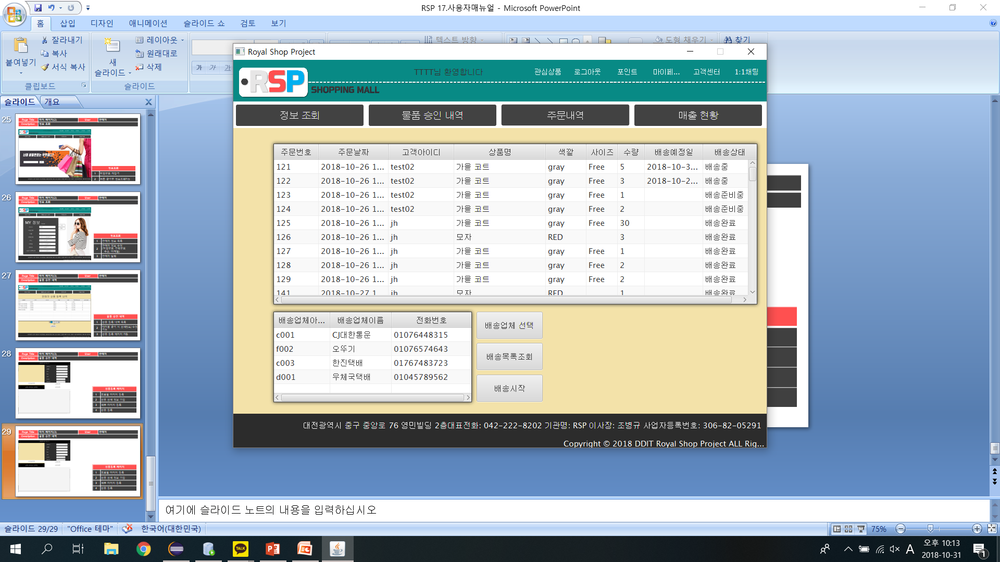 RSP 17.사용자매뉴얼 - Microsoft PowerPoint
홈 삽입 디자인 애니메이션 슬라이드 쇼 검토 보기
붙여넣기
잘라내기
복사
서식 복사
클립보드
새
슬라이드
레이아웃
원래대로
삭제
슬라이드
가 가 가
텍스트 방향
도형 채우기
찾기
슬라이드 개요
25
26
27
28
29
Royal Shop Project
RSP SHOPPING MALL
TTTT님 환영합니다
관심상품 로그아웃 포인트 마이페... 고객센터 1:1채팅
정보 조회 물품 승인 내역 주문내역 매출 현황
주문번호 주문날짜 고객아이디 상품명 색깔 사이즈 수량 배송예정일 배송상태
121 2018-10-26 1... test02 가을 코트 gray Free 5 2018-10-3... 배송중
122 2018-10-26 1... test02 가을 코트 gray Free 3 2018-10-2... 배송중
123 2018-10-26 1... test02 가을 코트 gray Free 1 배송준비중
124 2018-10-26 1... test02 가을 코트 gray Free 2 배송준비중
125 2018-10-26 1... jh 가을 코트 gray Free 30 배송완료
126 2018-10-26 1... jh 모자 RED 3 배송완료
127 2018-10-26 1... jh 가을 코트 gray Free 1 배송완료
128 2018-10-26 1... jh 가을 코트 gray Free 2 배송완료
129 2018-10-26 1... jh 가을 코트 gray Free 2 배송완료
141 2018-10-27 1... jh 모자 RED 1 배송완료
배송업체아... 배송업체이름 전화번호
c001 CJ대한통운 01076448315
f002 오뚜기 01076574643
c003 한진택배 01767483723
d001 우체국택배 01045789562
배송업체 선택
배송목록조회
배송시작
대전광역시 중구 중앙로 76 영민빌딩 2층대표전화: 042-222-8202 기관명: RSP 이사장: 조병규 사업자등록번호: 306-82-05291
Copyright © 2018 DDIT Royal Shop Project ALL Rig...
여기에 슬라이드 노트의 내용을 입력하십시오
슬라이드 29/29 "Office 테마" 한국어(대한민국)
75%
TALK
A
오후 10:13
2018-10-31
1